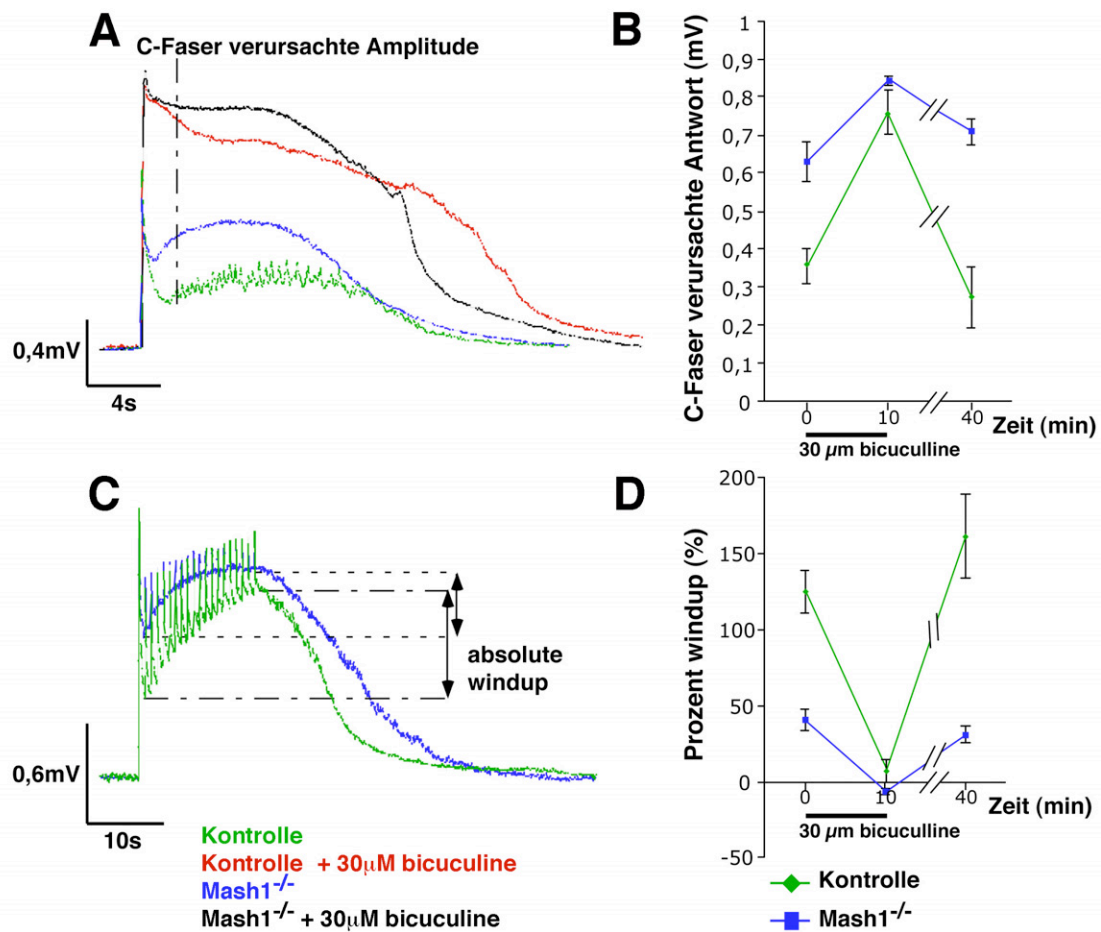 A
C-Faser verursachte Amplitude
0,4mV
4s
B
C-Faser verursachte Antwort (mV)
1
0,9
0,8
0,7
0,6
0,5
0,4
0,3
0,2
0,1
0
0
10
40
Zeit (min)
30 µm bicuculline
C
absolute
windup
0,6mV
10s
Kontrolle
Kontrolle + 30µM bicuculine
Mash1-/-
Mash1-/- + 30µM bicuculine
D
Prozent windup (%)
200
150
100
50
0
-50
0
10
40
Zeit (min)
30 µm bicuculline
Kontrolle
Mash1-/-